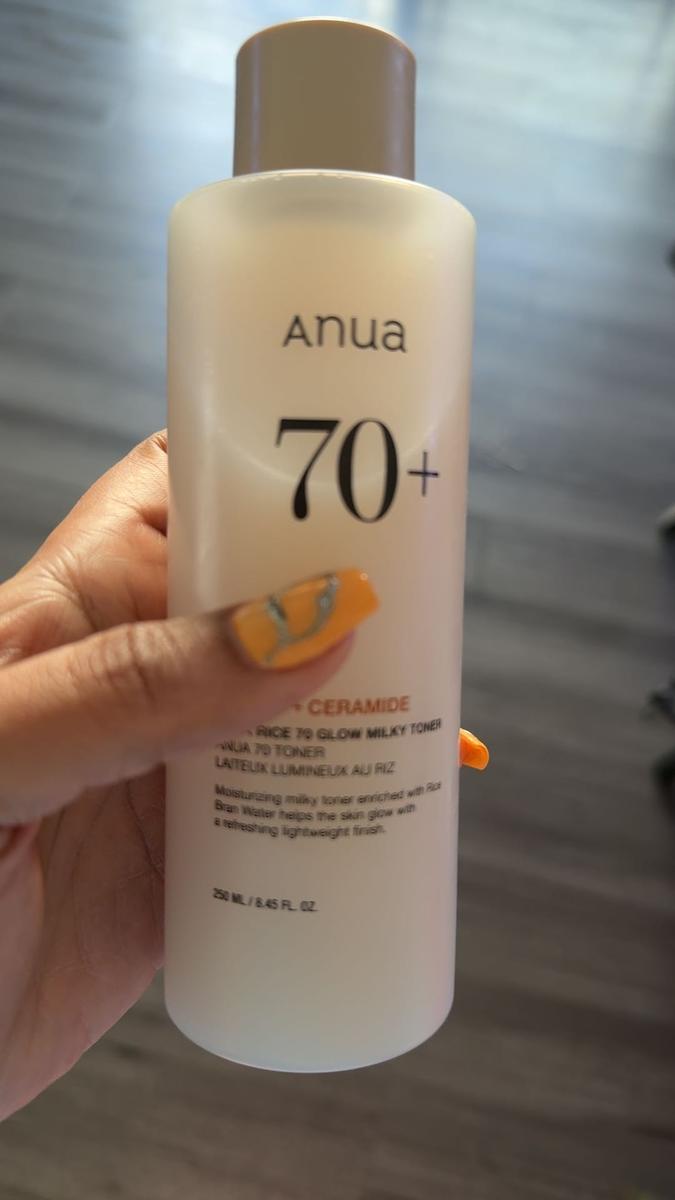 Anua
70+
+ CERAMIDE
RICE 70 GLOW MILKY TONER
ANUA 70 TONER
LAITEUX LUMINEUX AU RIZ
Moisturizing milky toner enriched with Rice
Bran Water helps the skin glow with
a refreshing lightweight finish.
250 ML / 8.45 FL. OZ.